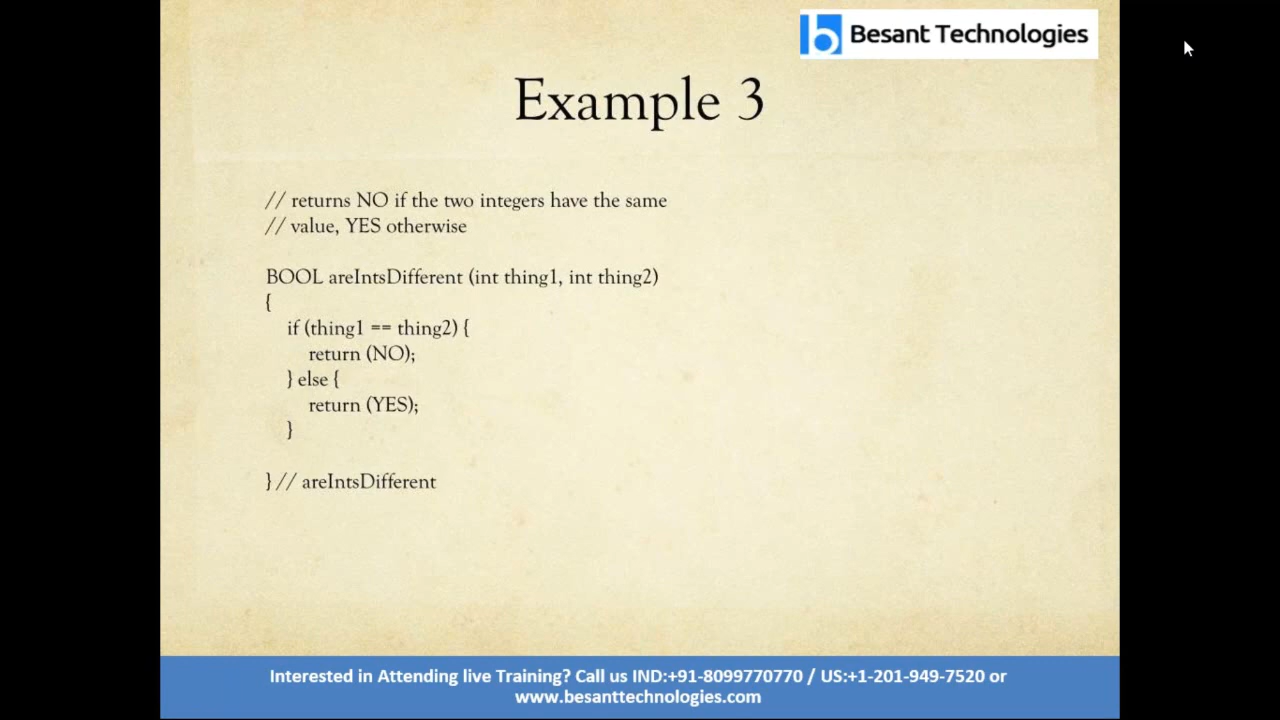 Besant Technologies
Example 3
// returns NO if the two integers have the same
// value, YES otherwise
BOOL areIntsDifferent (int thing1, int thing2)
{
if (thing1 == thing2) {
return (NO);
} else {
return (YES);
}
} // areIntsDifferent
Interested in Attending live Training? Call us IND:+91-8099770770 / US:+1-201-949-7520 or
www.besanttechnologies.com